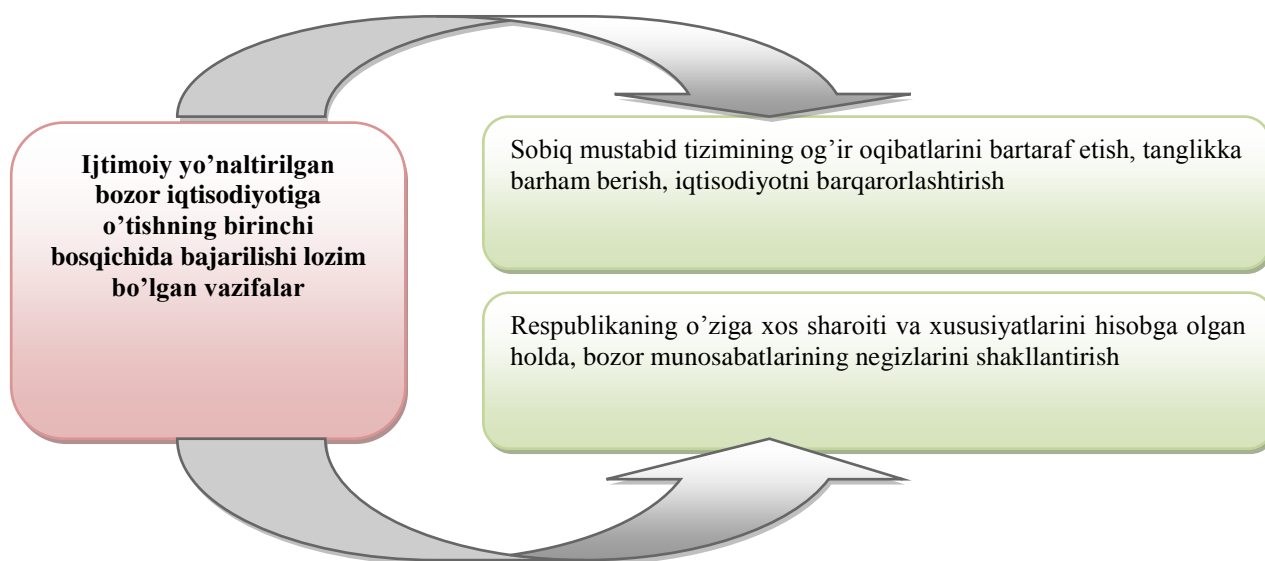 Ijtimoiy yo’naltirilgan
bozor iqtisodiyotiga
o’tishning birinchi
bosqichida bajarilishi lozim
bo’lgan vazifalar
Sobiq mustabid tizimining og’ir oqibatlarini bartaraf etish, tanglikka
barham berish, iqtisodiyotni barqarorlashtirish
Respublikaning o’ziga xos sharoiti va xususiyatlarini hisobga olgan
holda, bozor munosabatlarining negizlarini shakllantirish